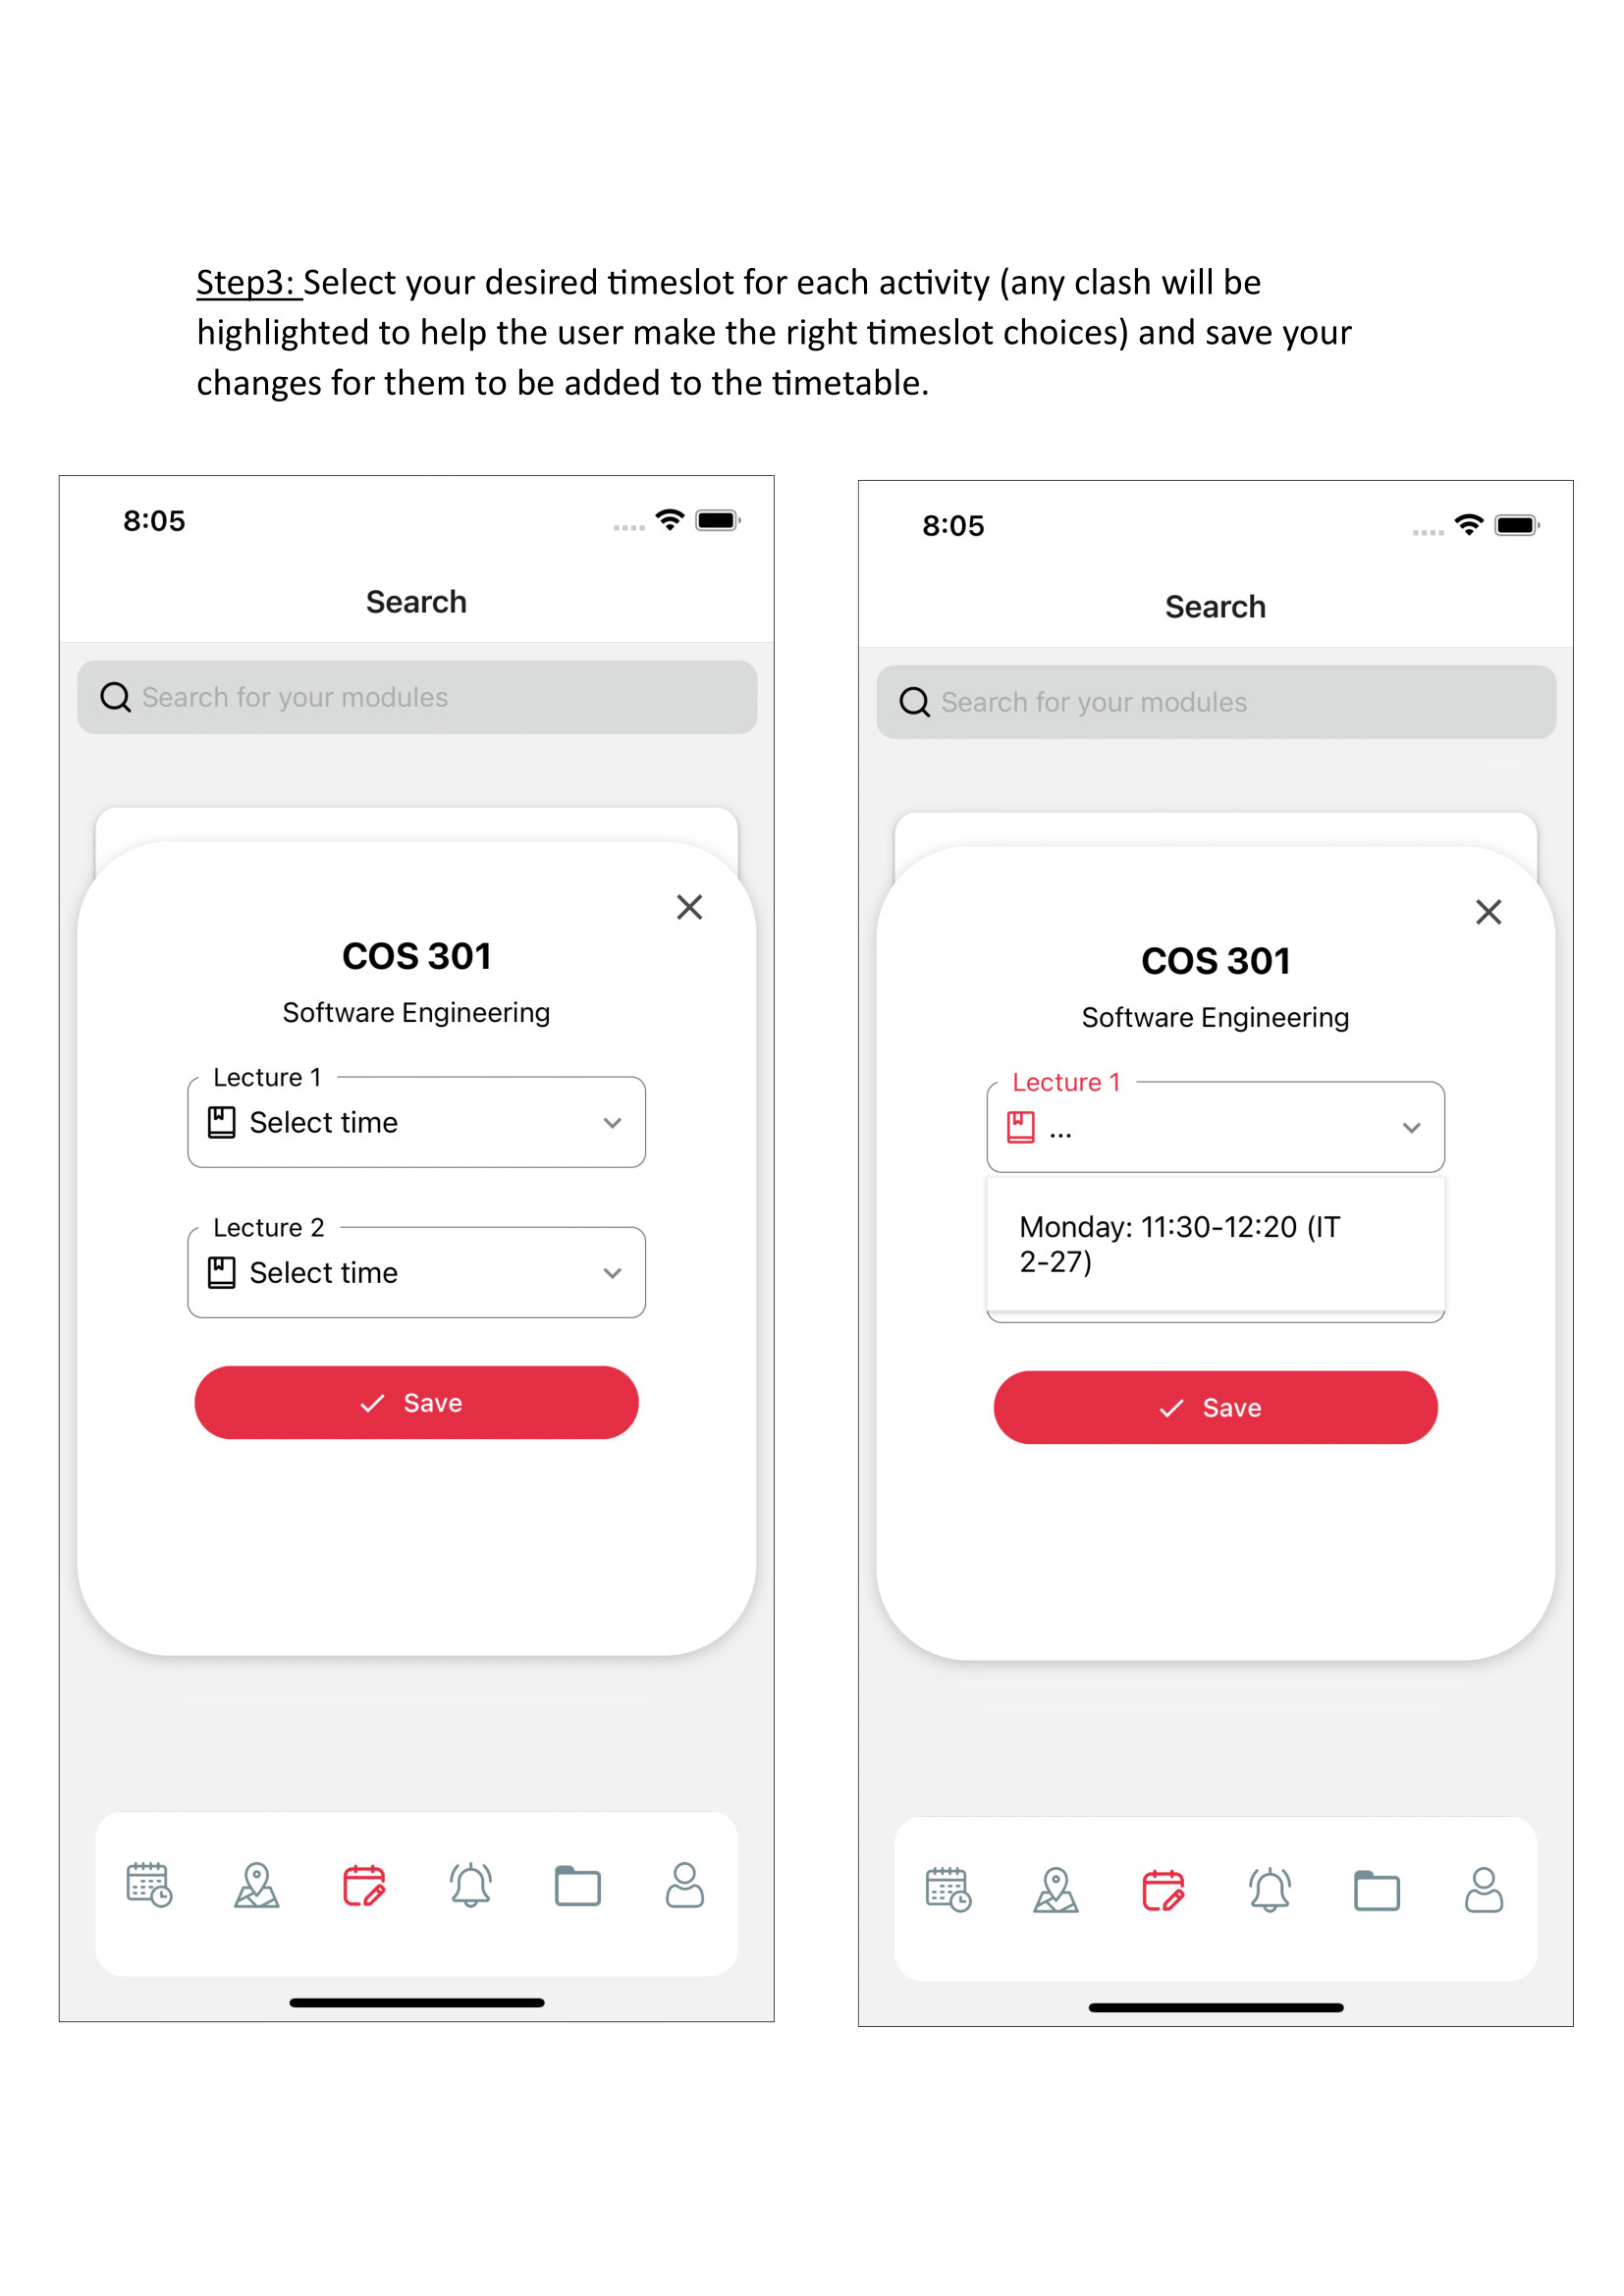 Step3: Select your desired timeslot for each activity (any clash will be
highlighted to help the user make the right timeslot choices) and save your
changes for them to be added to the timetable.
8:05
Search
Search for your modules
COS 301
Software Engineering
Lecture 1
Select time
Lecture 2
Select time
Save
8:05
Search
Search for your modules
COS 301
Software Engineering
Lecture 1
...
Monday: 11:30-12:20 (IT
2-27)
Save